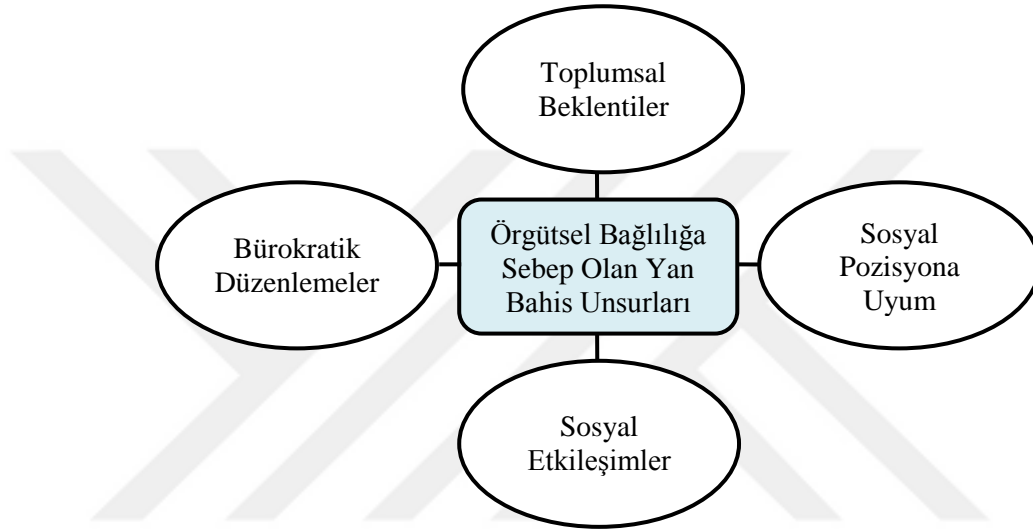 Toplumsal
Beklentiler
Bürokratik
Düzenlemeler
Örgütsel Bağlılığa
Sebep Olan Yan
Bahis Unsurları
Sosyal
Pozisyona
Uyum
Sosyal
Etkileşimler